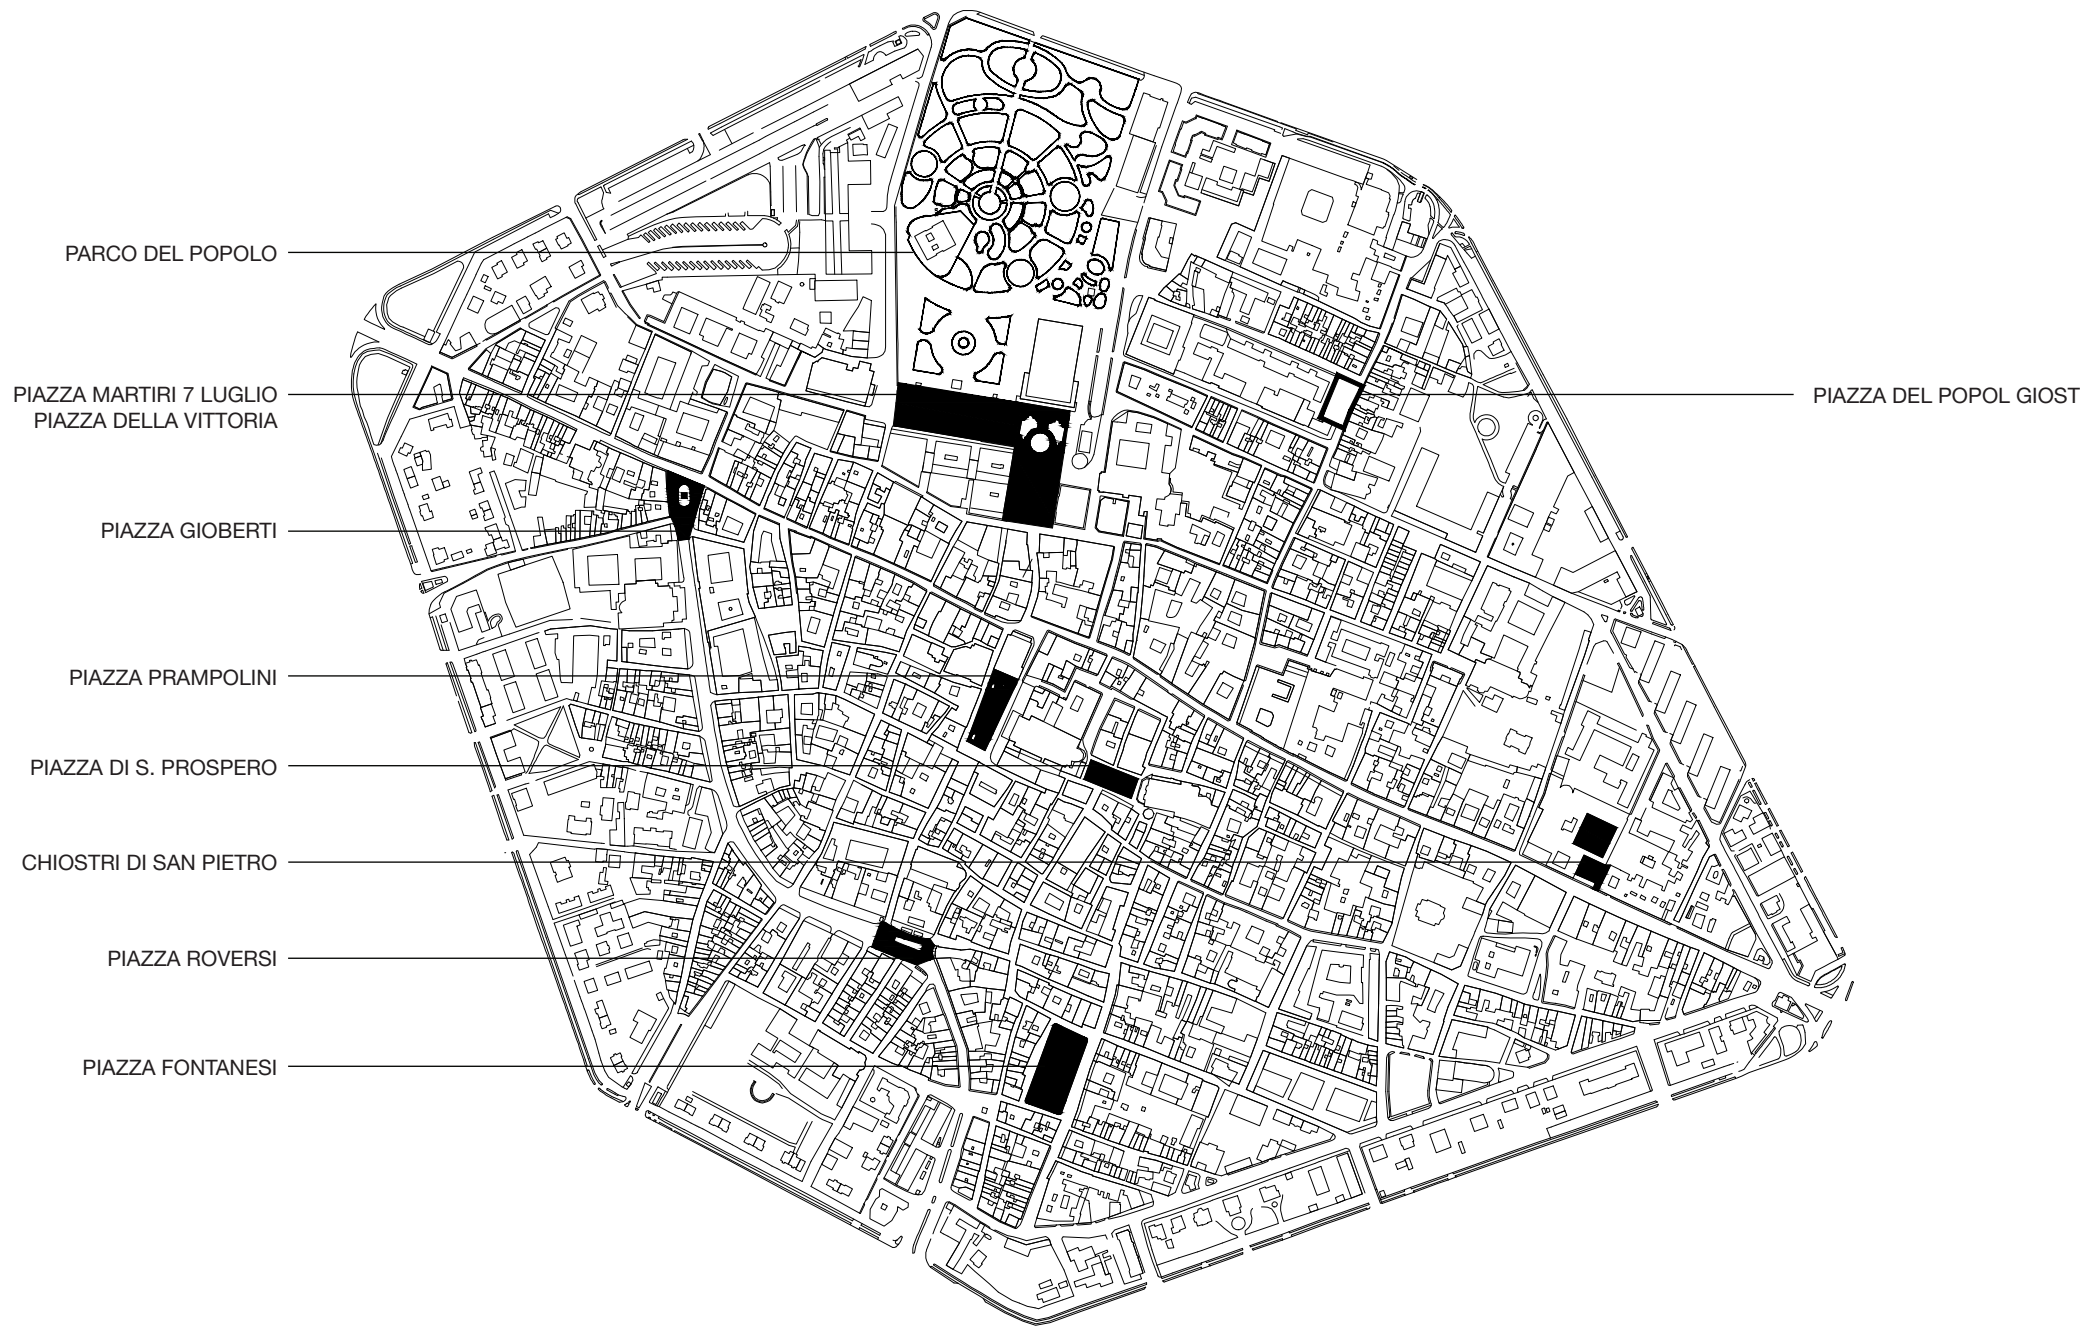 PARCO DEL POPOLO
PIAZZA MARTIRI 7 LUGLIO
PIAZZA DELLA VITTORIA
PIAZZA DEL POPOL GIOST
PIAZZA GIOBERTI
PIAZZA PRAMPOLINI
PIAZZA DI S. PROSPERO
CHIOSTRI DI SAN PIETRO
PIAZZA ROVERSI
PIAZZA FONTANESI